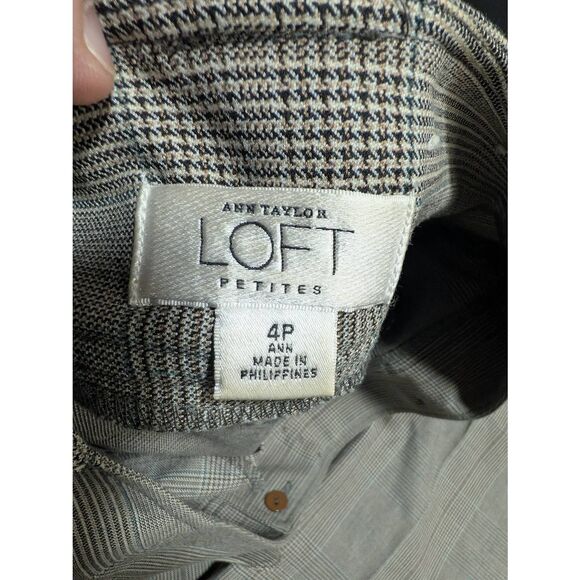 ANN TAYLOR
LOFT
PETITES
4P
ANN
MADE IN
PHILIPPINES